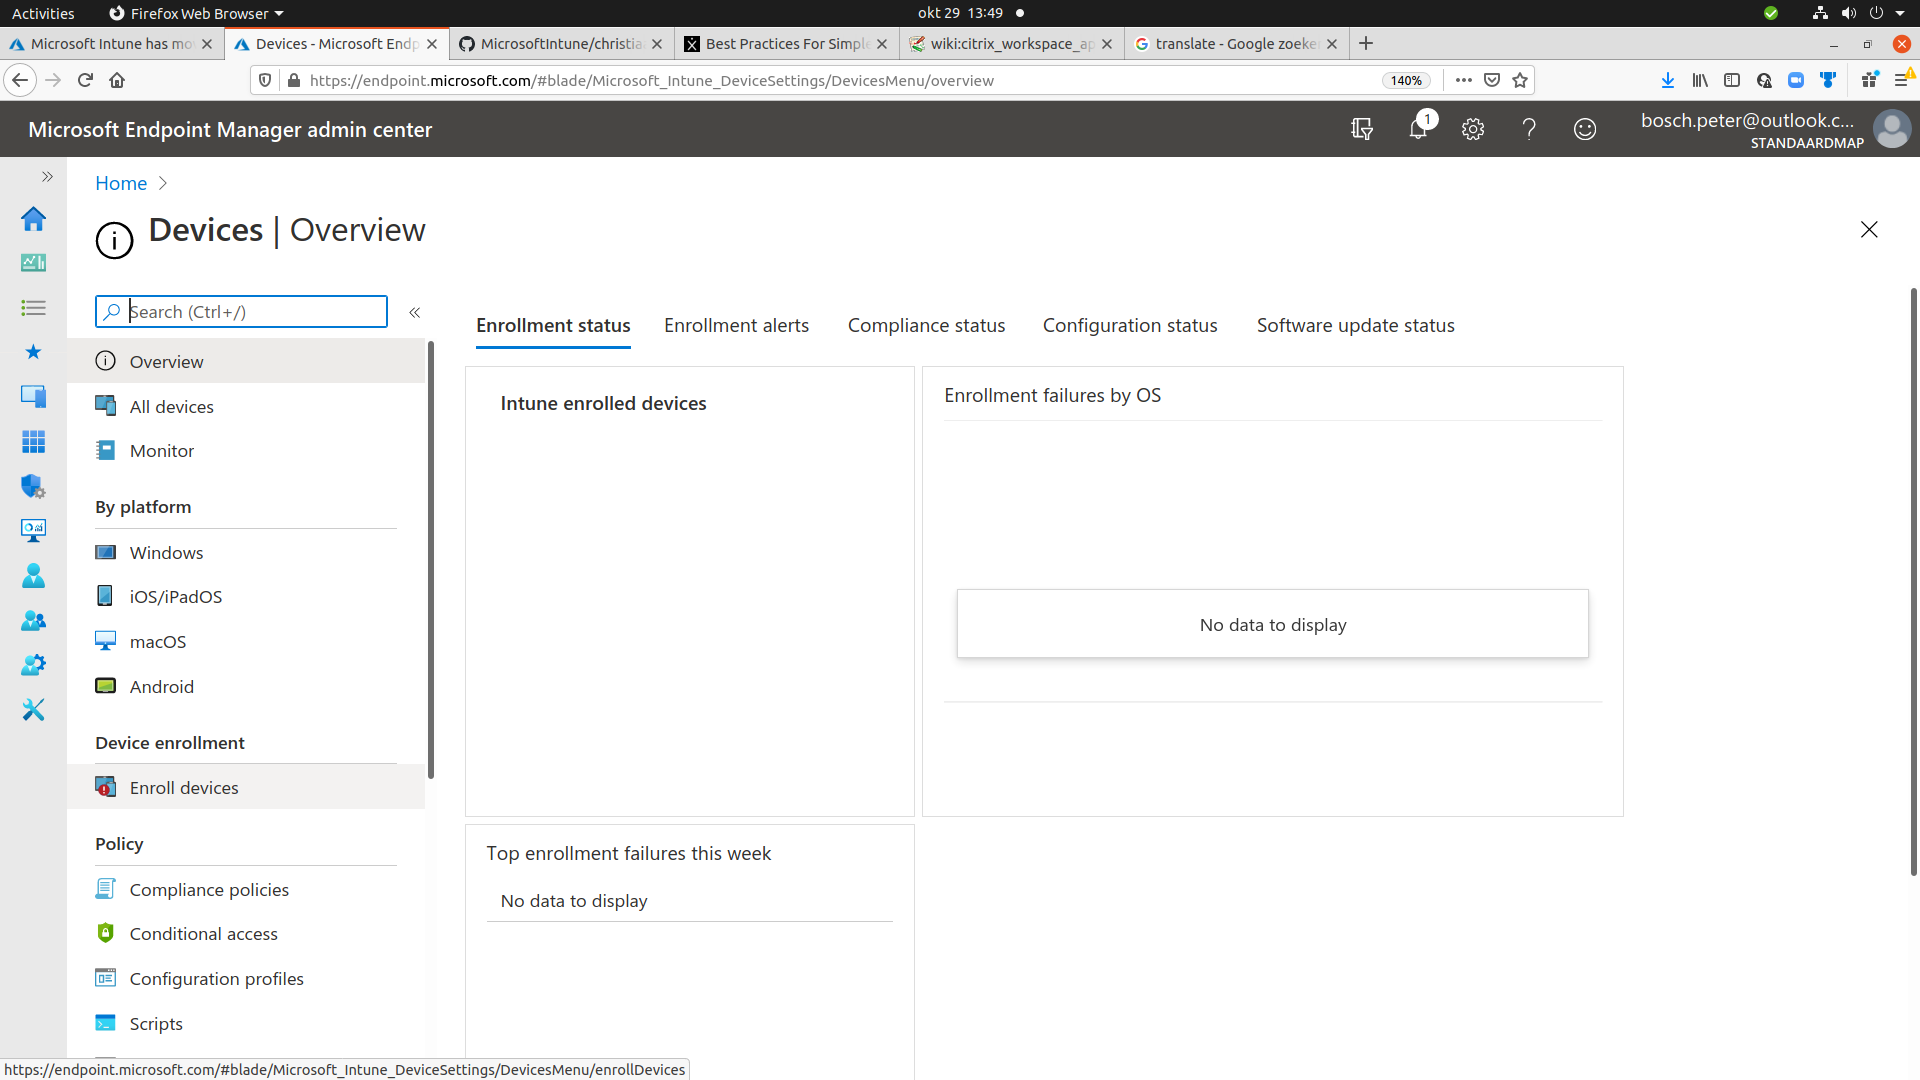 Activities
Firefox Web Browser
okt 29 13:49
Microsoft Intune has mo
Devices - Microsoft Endp
MicrosoftIntune/christia
Best Practices For Simple
wiki:citrix_workspace_ap
translate - Google zoeke
https://endpoint.microsoft.com/#blade/Microsoft_Intune_DeviceSettings/DevicesMenu/overview
140%
Microsoft Endpoint Manager admin center
1
bosch.peter@outlook.c...
STANDAARDMAP
Home
Devices | Overview
Search (Ctrl+/)
Overview
All devices
Monitor
By platform
Windows
iOS/iPadOS
macOS
Android
Device enrollment
Enroll devices
Policy
Compliance policies
Conditional access
Configuration profiles
Scripts
Enrollment status
Enrollment alerts
Compliance status
Configuration status
Software update status
Intune enrolled devices
Enrollment failures by OS
No data to display
Top enrollment failures this week
No data to display
https://endpoint.microsoft.com/#blade/Microsoft_Intune_DeviceSettings/DevicesMenu/enrollDevices